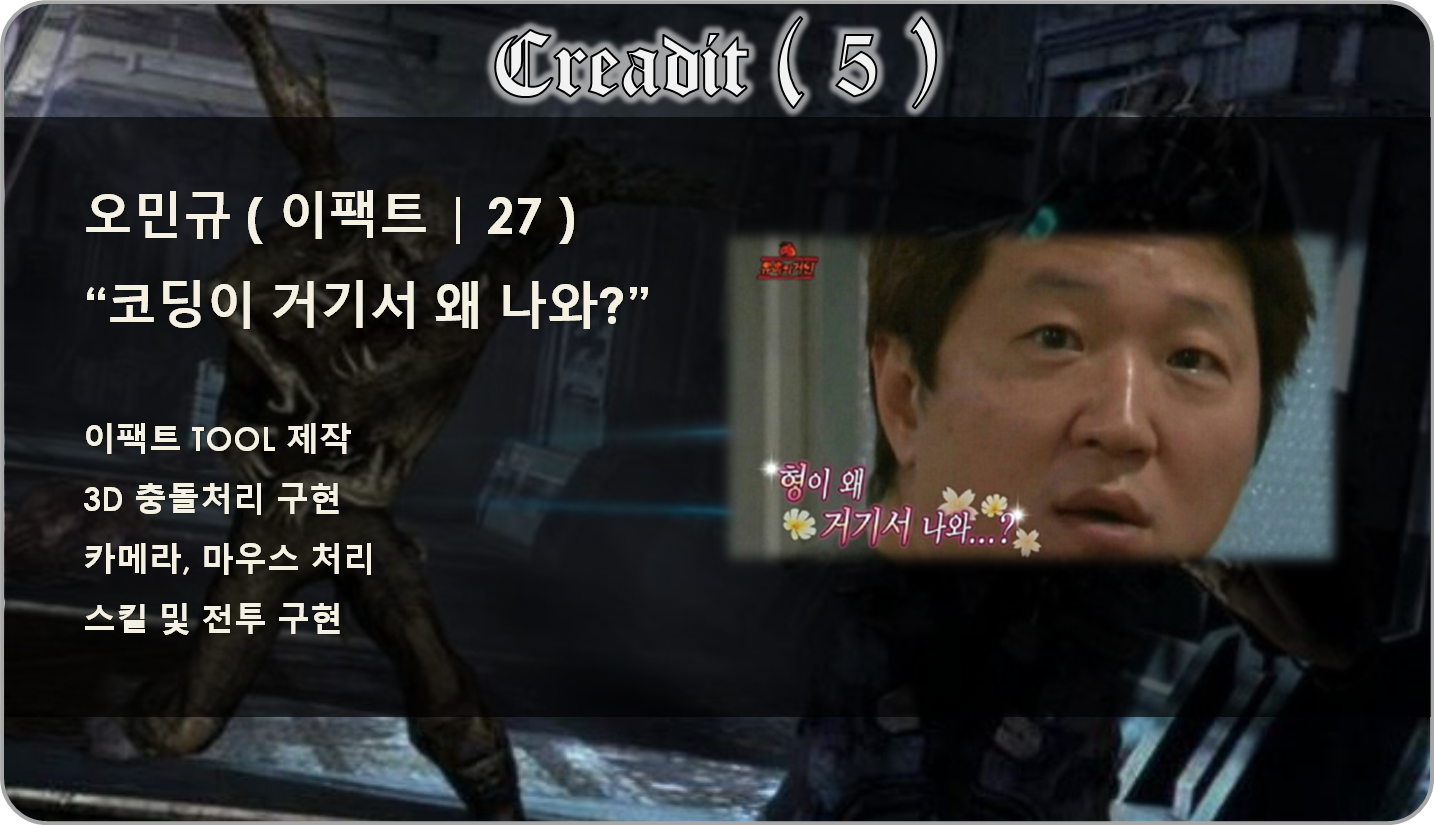 Creadit ( 5 )
오민규 ( 이팩트 | 27 )
“코딩이 거기서 왜 나와?”
이팩트 TOOL 제작
3D 충돌처리 구현
카메라, 마우스 처리
스킬 및 전투 구현
형이 왜
거기서 나와...?